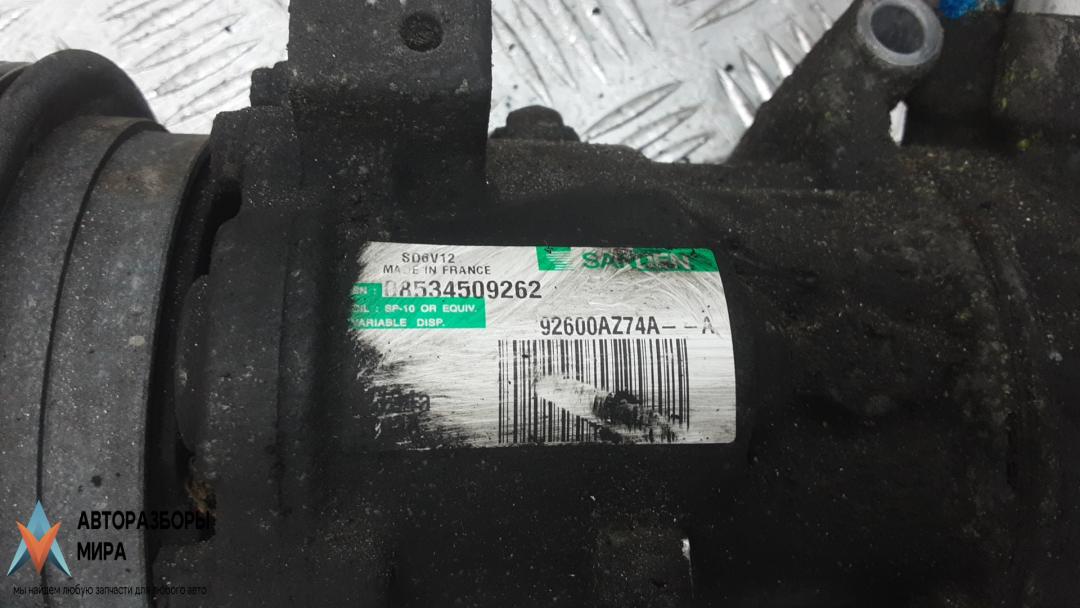 SD6V12
MADE IN FRANCE
SANDEN
SN : 08534509262
OIL : SP-10 OR EQUIV.
VARIABLE DISP.
92600AZ74A--A
АВТОРАЗБОРЫ
МИРА
мы найдем любую запчасти для любого авто